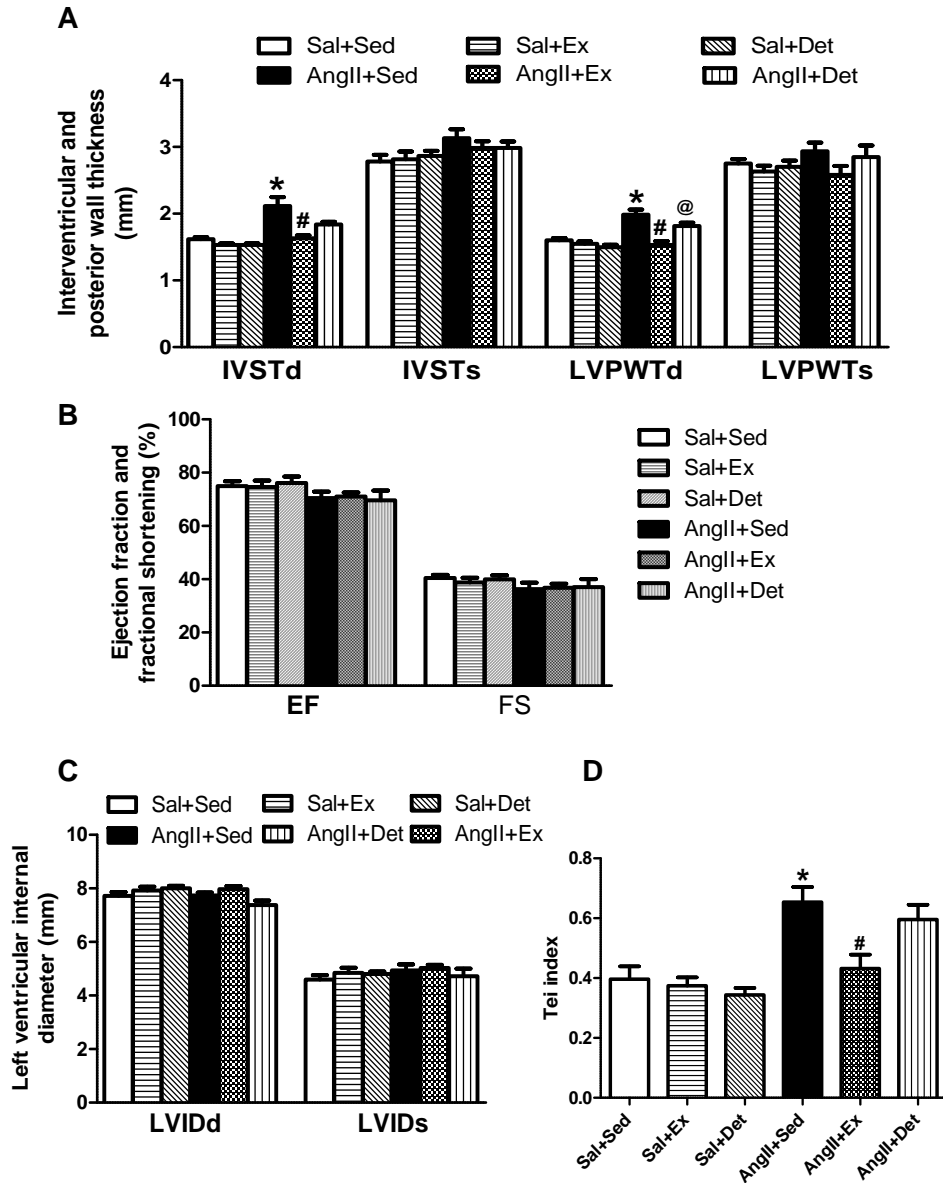 A
Sal+Sed Sal+Ex Sal+Det
AngII+Sed AngII+Ex AngII+Det
Interventricular and
posterior wall thickness
(mm)
4
3
2
1
0
* # * # @
IVSTd IVSTs LVPWTd LVPWTs
B
Ejection fraction and
fractional shortening (%)
100
80
60
40
20
0
EF FS
Sal+Sed
Sal+Ex
Sal+Det
AngII+Sed
AngII+Ex
AngII+Det
C
Sal+Sed Sal+Ex Sal+Det
AngII+Sed AngII+Det AngII+Ex
Left ventricular internal
diameter (mm)
10
8
6
4
2
0
LVIDd LVIDs
D
Tei index
0.8
0.6
0.4
0.2
0.0
* #
Sal+Sed
Sal+Ex
Sal+Det
AngII+Sed
AngII+Ex
AngII+Det